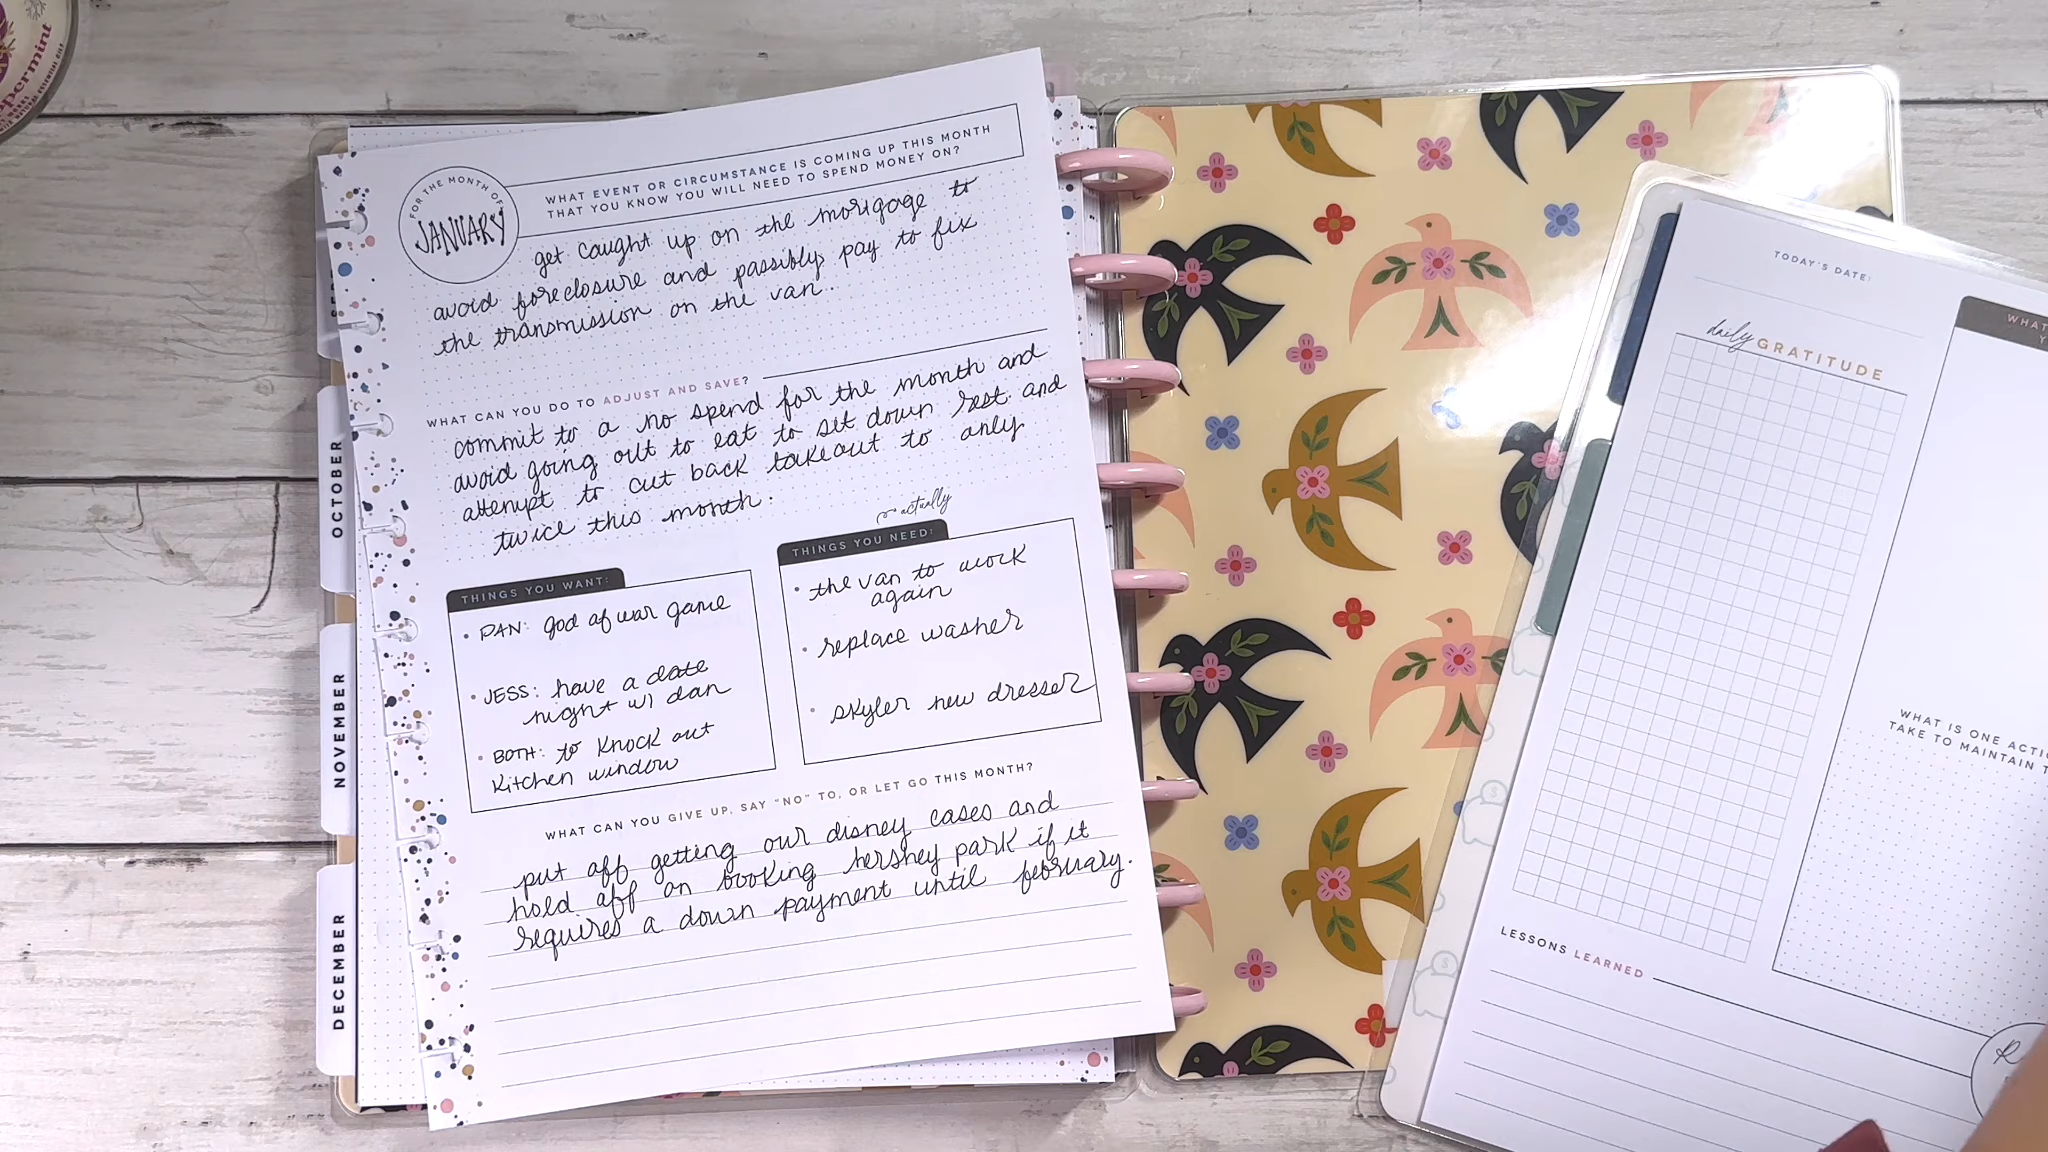 FOR THE MONTH OF
JANUARY
WHAT EVENT OR CIRCUMSTANCE IS COMING UP THIS MONTH
THAT YOU KNOW YOU WILL NEED TO SPEND MONEY ON?
get caught up on the mortgage to
avoid foreclosure and possibly pay to fix
the transmission on the van.
WHAT CAN YOU DO TO ADJUST AND SAVE?
commit to a no spend for the month and
avoid going out to eat to sit down rest. and
attempt to cut back takeout to only
twice this month.
actually
THINGS YOU WANT:
• DAN: god of war game
• JESS: have a date
night w/ dan
• BOTH: to knock out
kitchen window
THINGS YOU NEED:
• the van to work
again
• replace washer
• skyler new dresser
WHAT CAN YOU GIVE UP, SAY "NO" TO, OR LET GO THIS MONTH?
put off getting our disney cases and
hold off on booking hershey park if it
requires a down payment until february.
OCTOBER
NOVEMBER
DECEMBER
TODAY'S DATE:
daily GRATITUDE
WHAT
WHAT IS ONE ACTI
TAKE TO MAINTAIN T
LESSONS LEARNED
R
ppermint